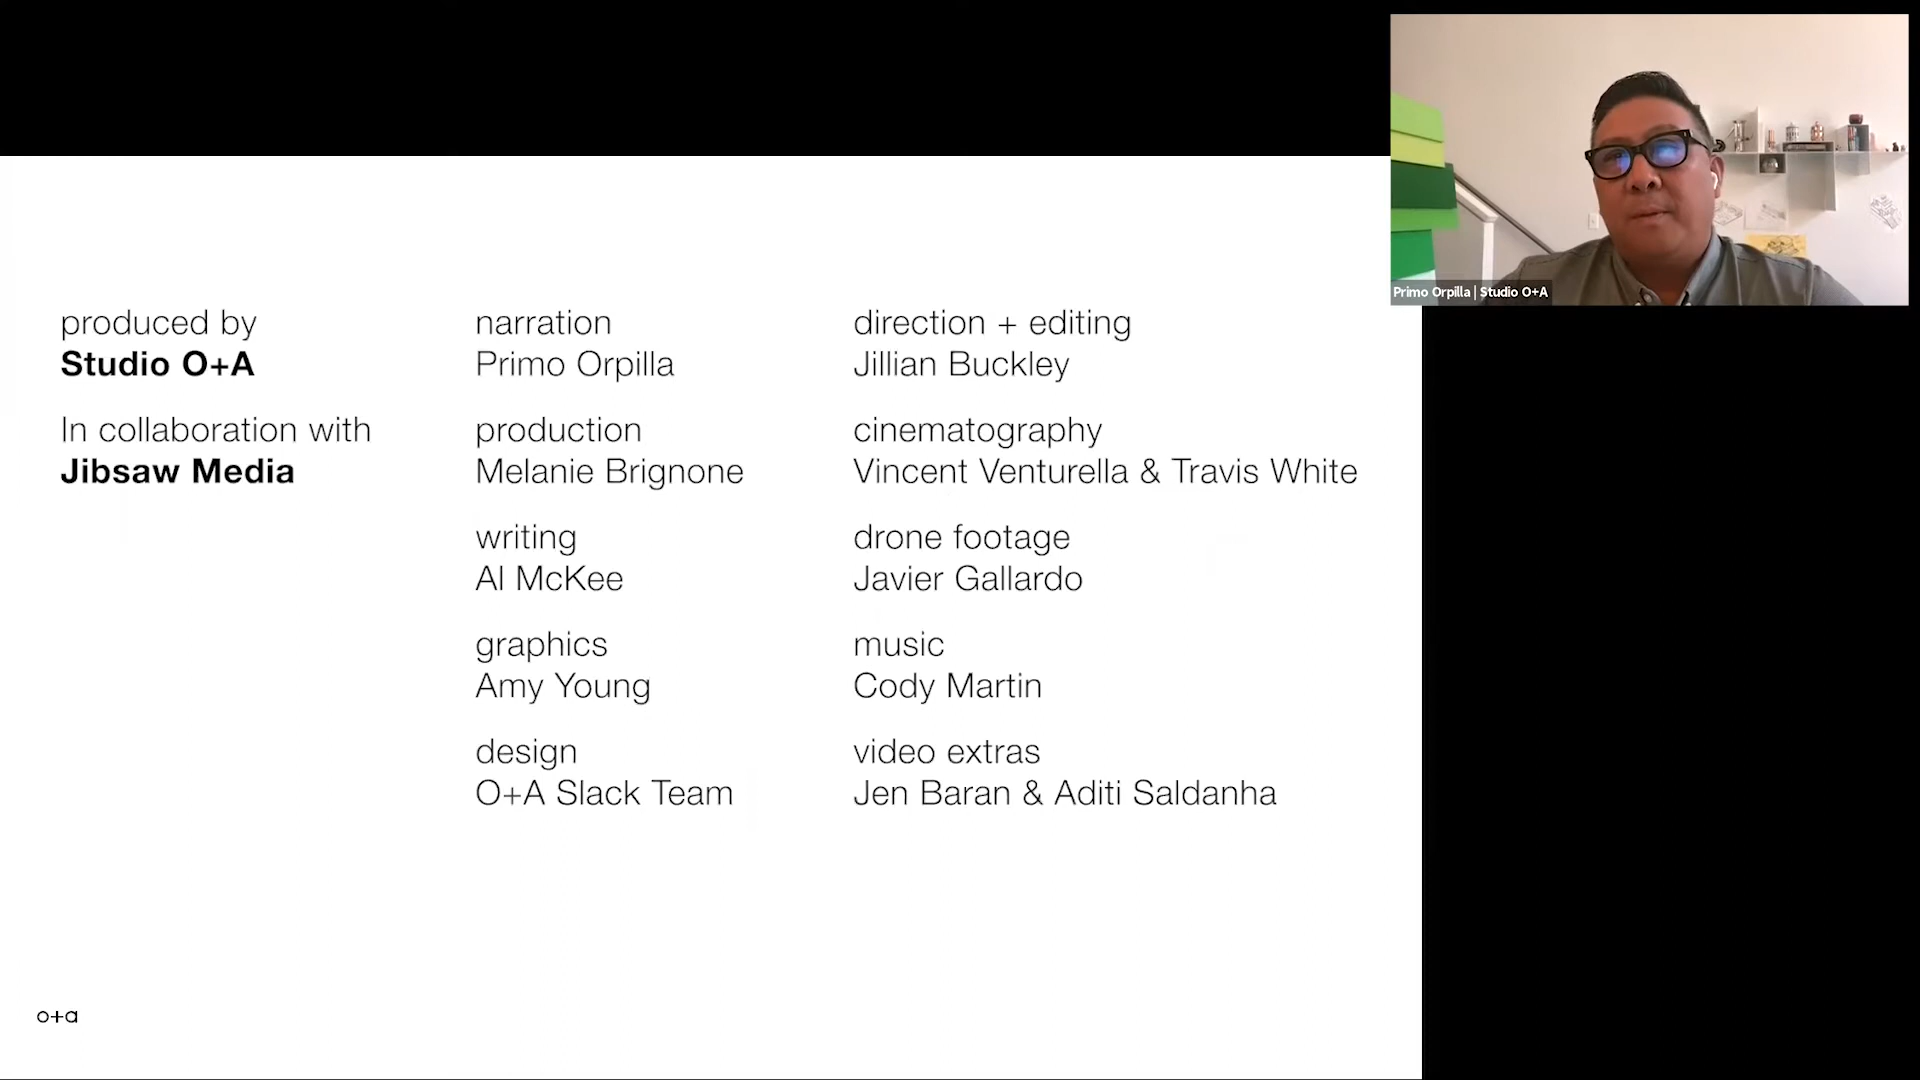 produced by
Studio O+A
In collaboration with
Jibsaw Media
narration
Primo Orpilla
production
Melanie Brignone
writing
Al McKee
graphics
Amy Young
design
O+A Slack Team
direction + editing
Jillian Buckley
cinematography
Vincent Venturella & Travis White
drone footage
Javier Gallardo
music
Cody Martin
video extras
Jen Baran & Aditi Saldanha
o+a
Primo Orpilla | Studio O+A